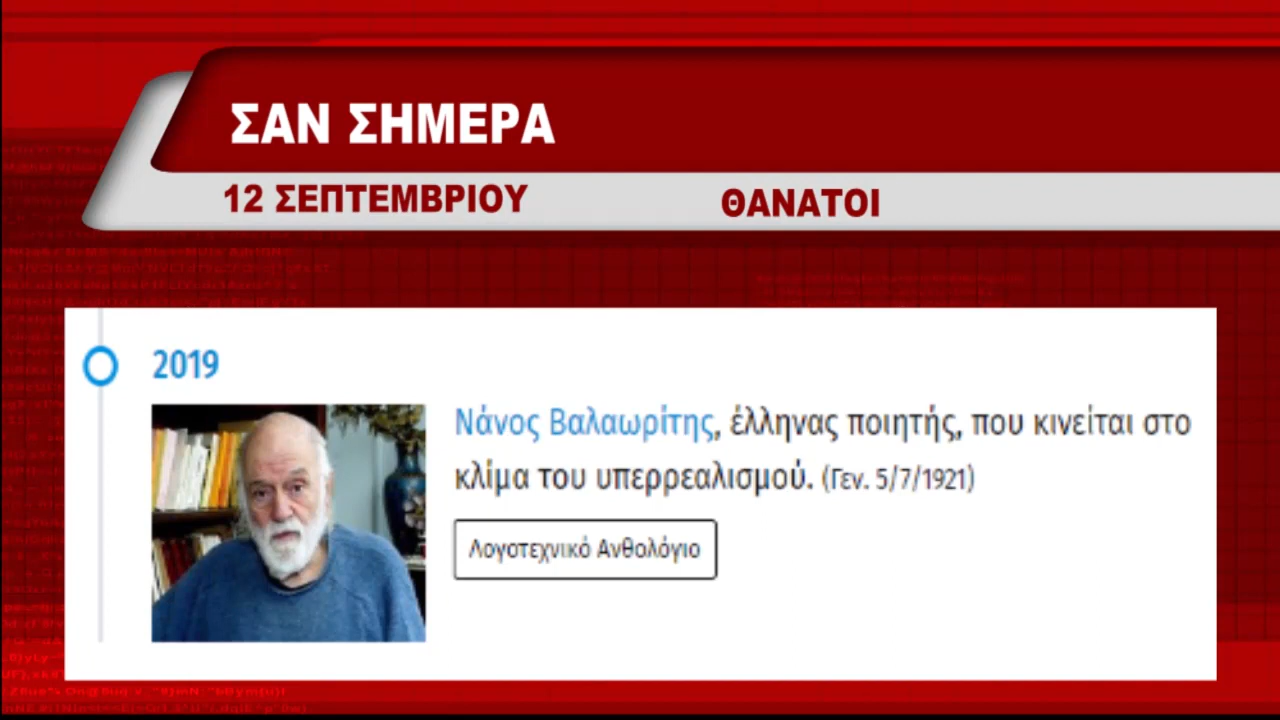 ΣΑΝ ΣΗΜΕΡΑ
12 ΣΕΠΤΕΜΒΡΙΟΥ ΘΑΝΑΤΟΙ
2019
Νάνος Βαλαωρίτης, έλληνας ποιητής, που κινείται στο
κλίμα του υπερρεαλισμού. (Γεν. 5/7/1921)
Λογοτεχνικό Ανθολόγιο